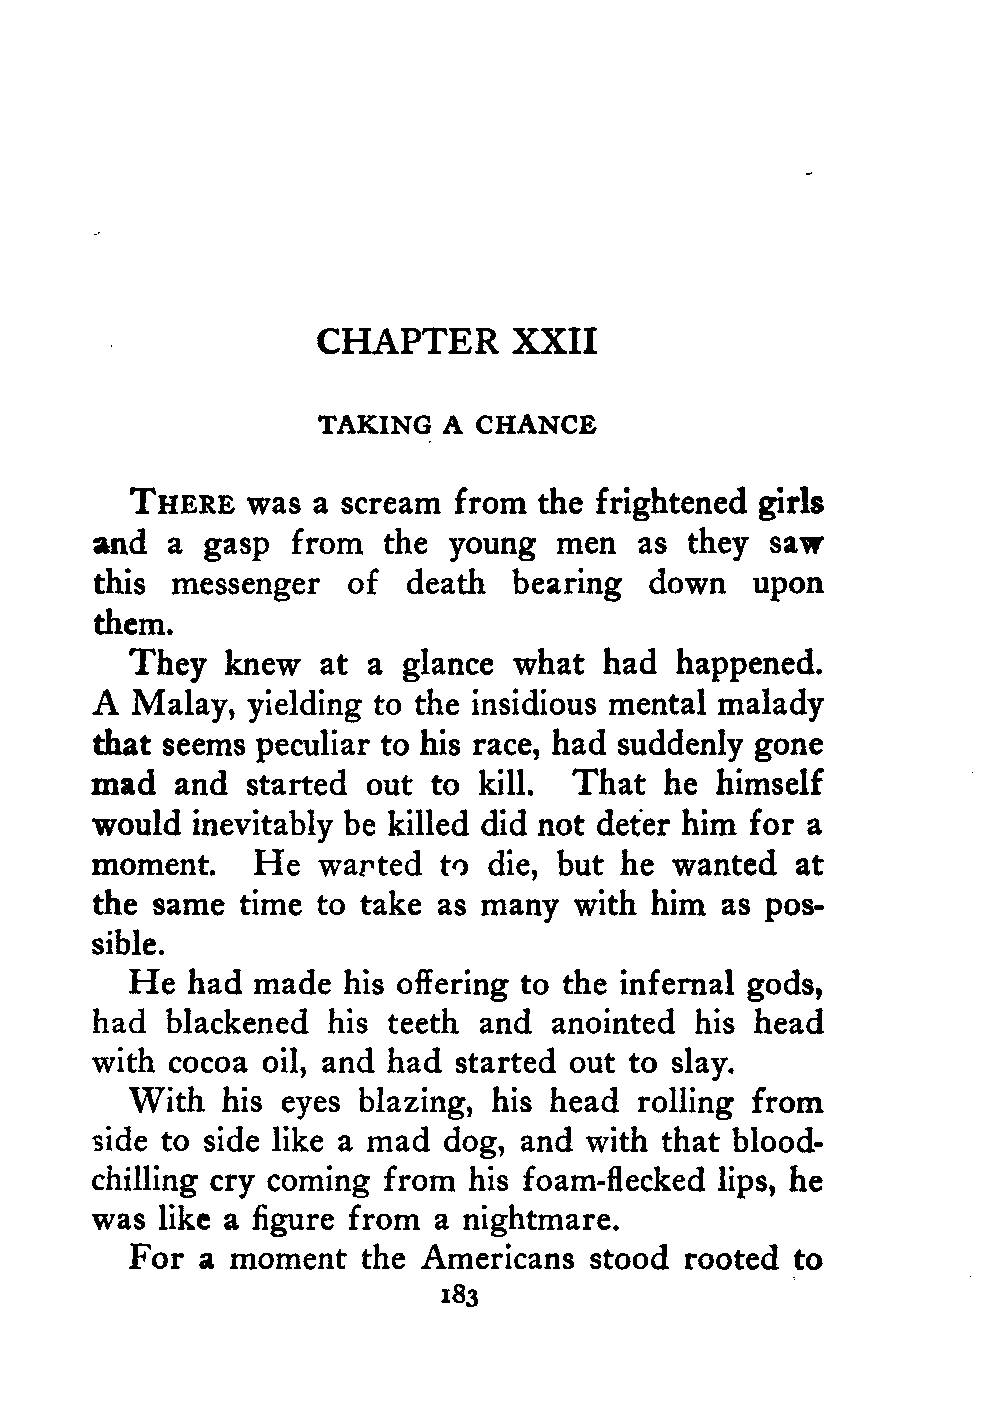 CHAPTER XXII
TAKING A CHANCE
THERE was a scream from the frightened girls
and a gasp from the young men as they saw
this messenger of death bearing down upon
them.
They knew at a glance what had happened.
A Malay, yielding to the insidious mental malady
that seems peculiar to his race, had suddenly gone
mad and started out to kill. That he himself
would inevitably be killed did not deter him for a
moment. He wanted to die, but he wanted at
the same time to take as many with him as pos-
sible.
He had made his offering to the infernal gods,
had blackened his teeth and anointed his head
with cocoa oil, and had started out to slay.
With his eyes blazing, his head rolling from
side to side like a mad dog, and with that blood-
chilling cry coming from his foam-flecked lips, he
was like a figure from a nightmare.
For a moment the Americans stood rooted to
183